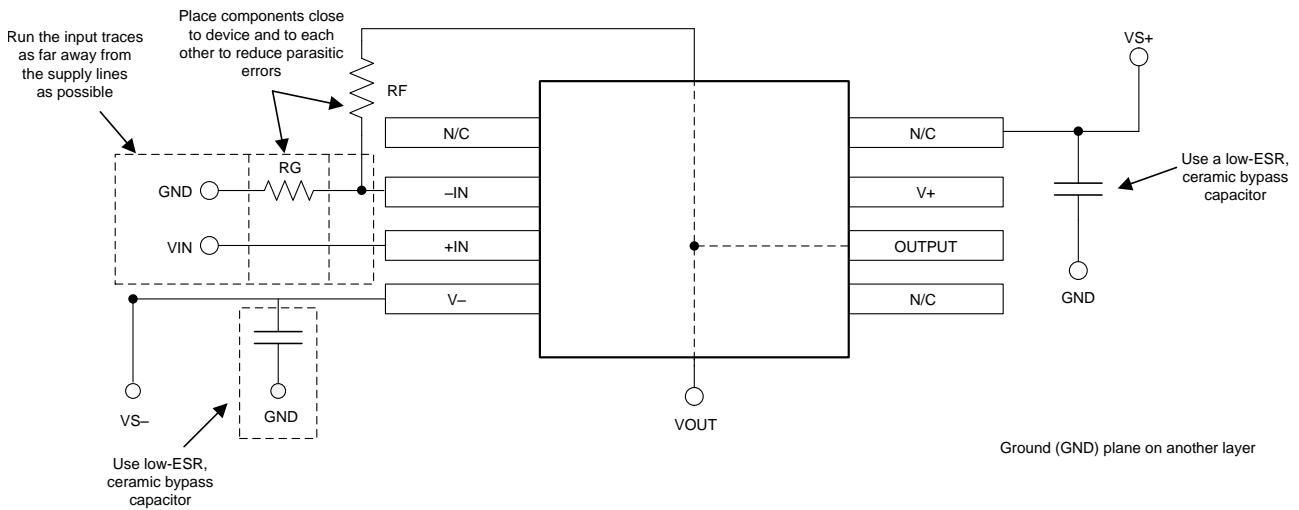 Run the input traces
as far away from
the supply lines
as possible
Place components close
to device and to each
other to reduce parasitic
errors
RF
VS+
N/C
N/C
RG
Use a low-ESR,
ceramic bypass
capacitor
GND
–IN
V+
VIN
+IN
OUTPUT
V–
N/C
GND
VS–
GND
VOUT
Use low-ESR,
ceramic bypass
capacitor
Ground (GND) plane on another layer